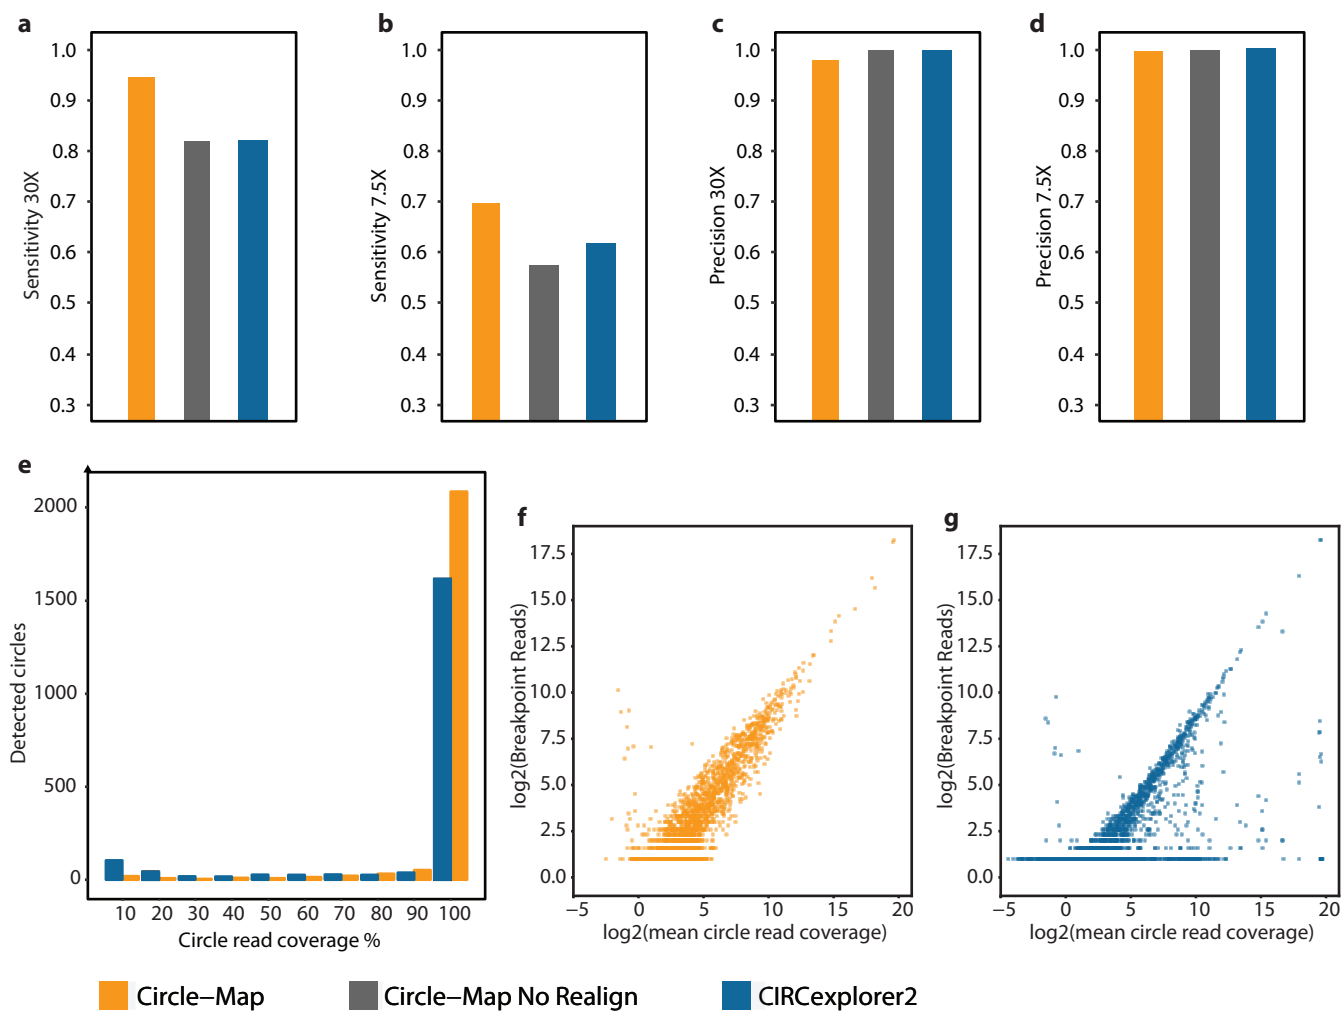 a
Sensitivity 30X
1.0
0.9
0.8
0.7
0.6
0.5
0.4
0.3
b
Sensitivity 7.5X
1.0
0.9
0.8
0.7
0.6
0.5
0.4
0.3
c
Precision 30X
1.0
0.9
0.8
0.7
0.6
0.5
0.4
0.3
d
Precision 7.5X
1.0
0.9
0.8
0.7
0.6
0.5
0.4
0.3
e
Detected circles
2000
1500
1000
500
0
10 20 30 40 50 60 70 80 90 100
Circle read coverage %
f
log2(Breakpoint Reads)
17.5
15.0
12.5
10.0
7.5
5.0
2.5
0.0
−5 0 5 10 15 20
log2(mean circle read coverage)
g
log2(Breakpoint Reads)
17.5
15.0
12.5
10.0
7.5
5.0
2.5
0.0
−5 0 5 10 15 20
log2(mean circle read coverage)
Circle−Map
Circle−Map No Realign
CIRCexplorer2